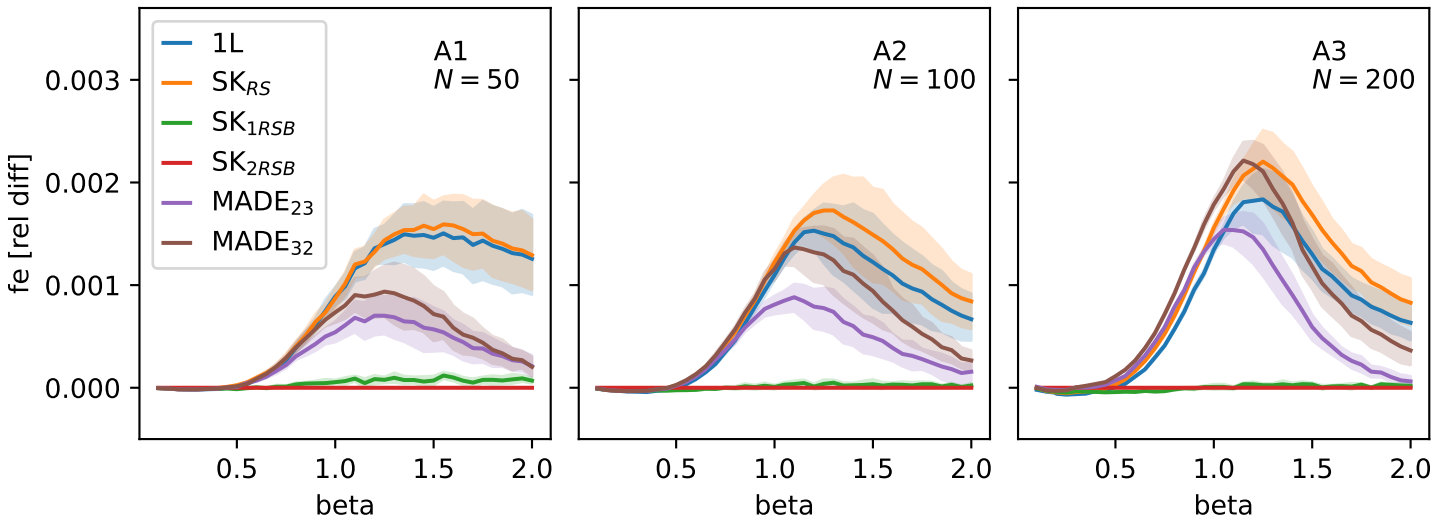 fe [rel diff]
0.003
0.002
0.001
0.000
1L
SK_RS
SK_1RSB
SK_2RSB
MADE_23
MADE_32
A1
N = 50
0.5 1.0 1.5 2.0
beta
A2
N = 100
0.5 1.0 1.5 2.0
beta
A3
N = 200
0.5 1.0 1.5 2.0
beta